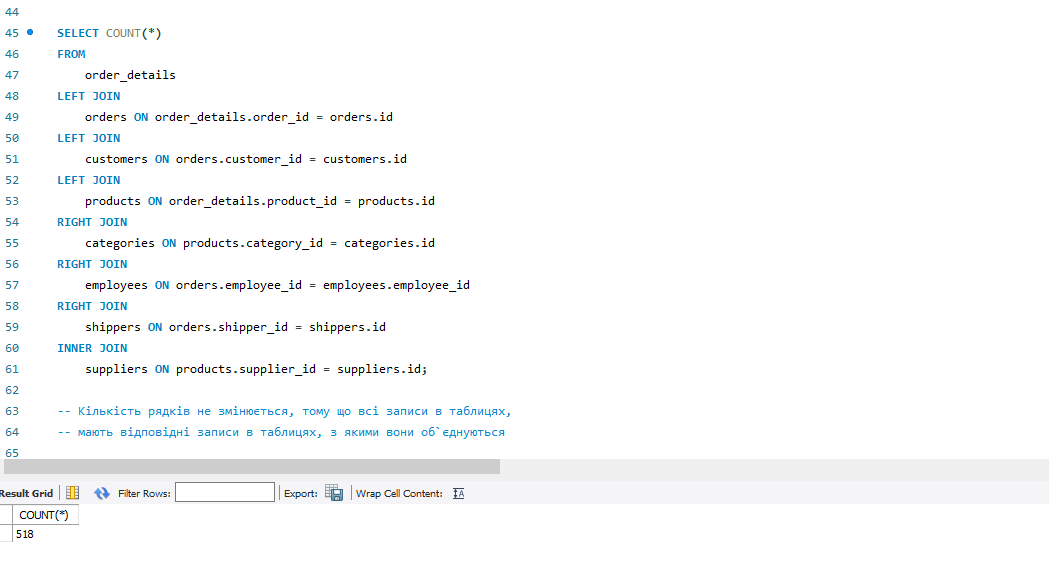 44
45 SELECT COUNT(*)
46 FROM
47 order_details
48 LEFT JOIN
49 orders ON order_details.order_id = orders.id
50 LEFT JOIN
51 customers ON orders.customer_id = customers.id
52 LEFT JOIN
53 products ON order_details.product_id = products.id
54 RIGHT JOIN
55 categories ON products.category_id = categories.id
56 RIGHT JOIN
57 employees ON orders.employee_id = employees.employee_id
58 RIGHT JOIN
59 shippers ON orders.shipper_id = shippers.id
60 INNER JOIN
61 suppliers ON products.supplier_id = suppliers.id;
62
63 -- Кількість рядків не змінюється, тому що всі записи в таблицях,
64 -- мають відповідні записи в таблицях, з якими вони об`єднуються
65
Result Grid Filter Rows: Export: Wrap Cell Content:
COUNT(*)
518